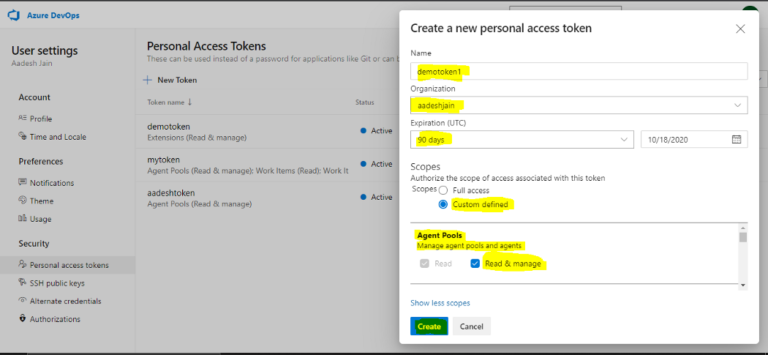 Azure DevOps
User settings
Aadesh Jain
Account
Profile
Time and Locale
Preferences
Notifications
Theme
Usage
Security
Personal access tokens
SSH public keys
Alternate credentials
Authorizations
Personal Access Tokens
These can be used instead of a password for applications like Git or can b
+ New Token
Token name ↓ Status
demotoken
Extensions (Read & manage)
Active
mytoken
Agent Pools (Read & manage): Work Items (Read): Work It
Active
aadeshtoken
Agent Pools (Read & manage)
Active
Create a new personal access token
Name
demotoken1
Organization
aadeshjain
Expiration (UTC)
90 days 10/18/2020
Scopes
Authorize the scope of access associated with this token
Scopes Full access
Custom defined
Agent Pools
Manage agent pools and agents
Read Read & manage
Show less scopes
Create Cancel